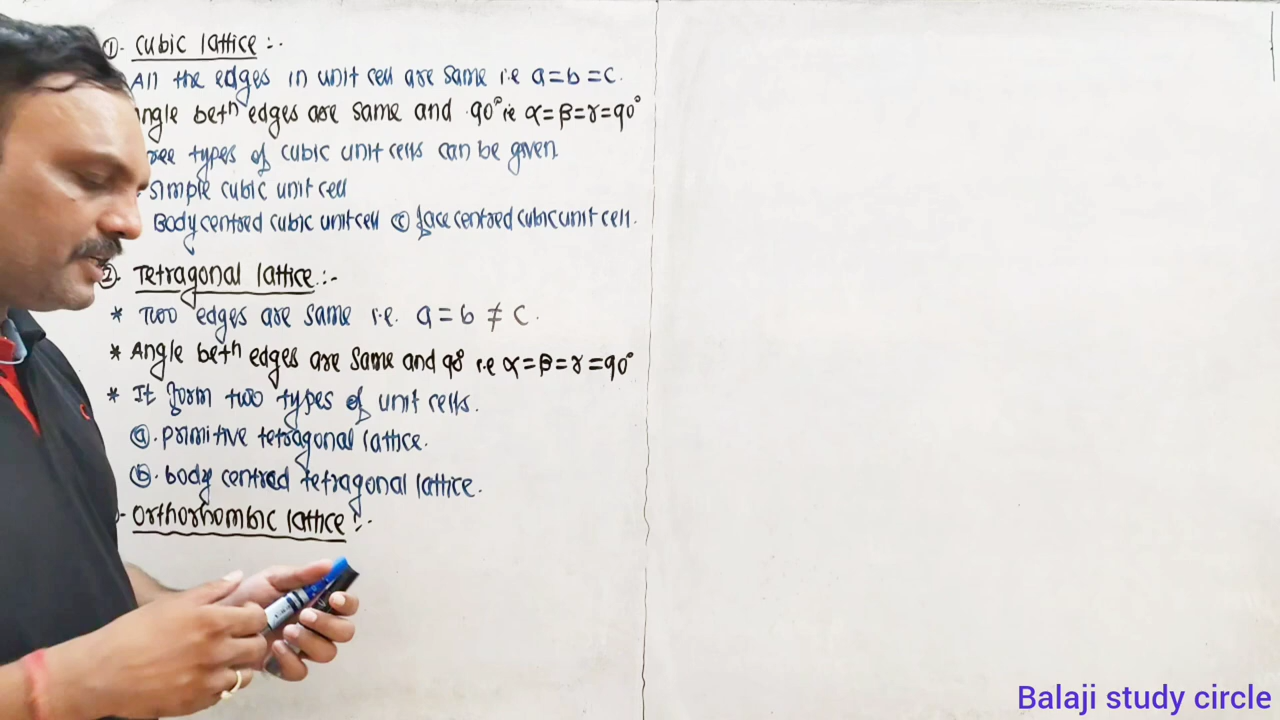 ①- Cubic lattice :-
All the edges in unit cell are same i.e a=b=c.
ngle betn edges are same and 90° ie α=β=γ=90°
ree types of cubic unit cells can be given.
simple cubic unit cell
Body centred cubic unit cell ⓒ face centred cubic unit cell.
②- Tetragonal lattice :-
* Two edges are same i.e. a = b ≠ c.
* Angle betn edges are same and 90° i.e α=β=γ=90°
* It form two types of unit cells.
ⓐ. primitive tetragonal lattice.
ⓑ. body centred tetragonal lattice.
- Orthorhombic lattice :-
Balaji study circle